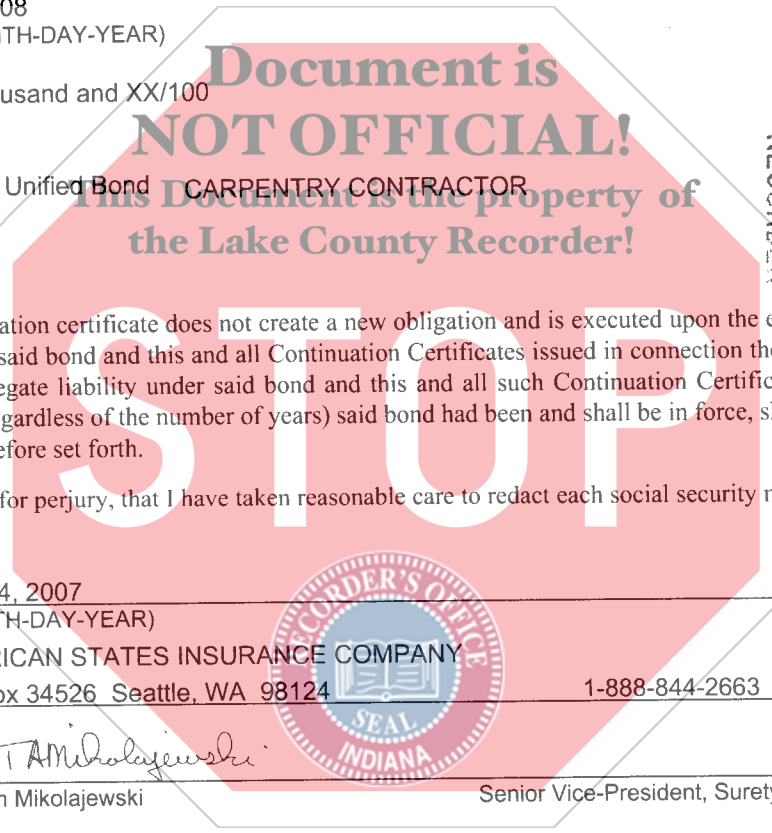 08
TH-DAY-YEAR)
Document is
usand and XX/100
NOT OFFICIAL!
Unified Bond CARPENTRY CONTRACTOR
This Document is the property of
the Lake County Recorder!
ation certificate does not create a new obligation and is executed upon the e
said bond and this and all Continuation Certificates issued in connection the
egate liability under said bond and this and all such Continuation Certific
gardless of the number of years) said bond had been and shall be in force, s
efore set forth.
STOP
for perjury, that I have taken reasonable care to redact each social security n
4, 2007
TH-DAY-YEAR)
RICAN STATES INSURANCE COMPANY
ox 34526 Seattle, WA 98124 1-888-844-2663
RECORDER'S OFFICE
SEAL
INDIANA
TAMikolajewski
n Mikolajewski Senior Vice-President, Surety